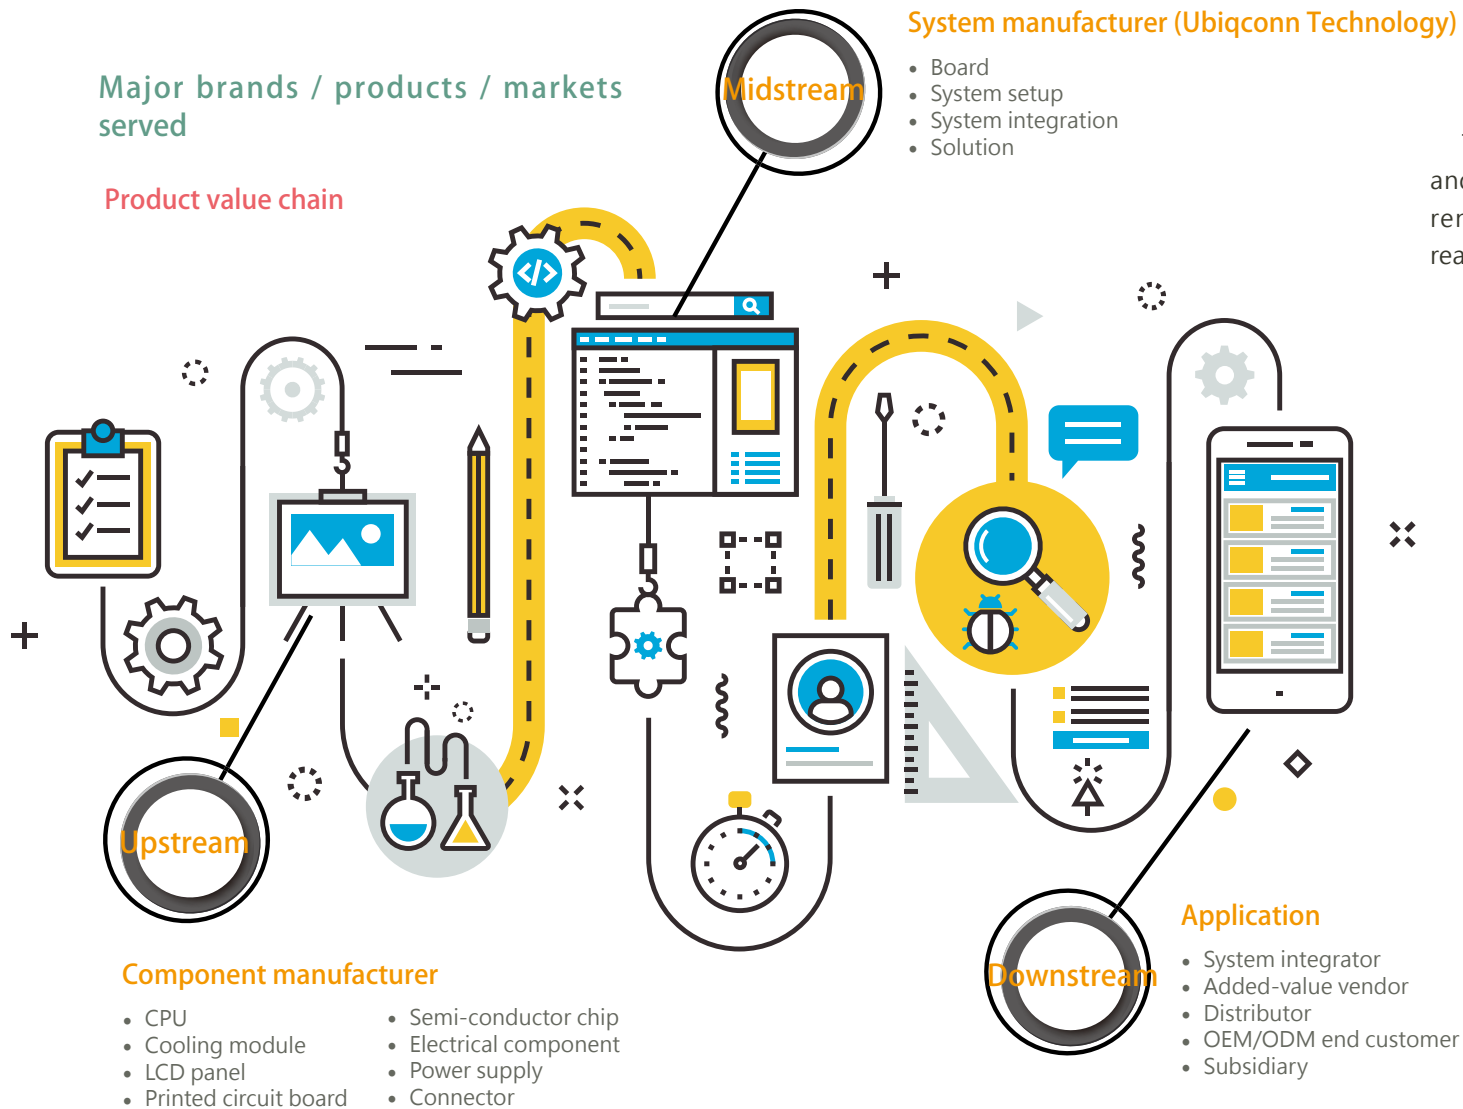 Major brands / products / markets
served
Product value chain
Midstream
System manufacturer (Ubiqconn Technology)
• Board
• System setup
• System integration
• Solution
</>
Upstream
Component manufacturer
• CPU
• Cooling module
• LCD panel
• Printed circuit board
• Semi-conductor chip
• Electrical component
• Power supply
• Connector
Downstream
Application
• System integrator
• Added-value vendor
• Distributor
• OEM/ODM end customer
• Subsidiary